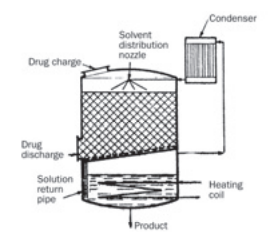 Condenser
Solvent
distribution
nozzle
Drug charge
Drug
discharge
Solution
return
pipe
Heating
coil
Product